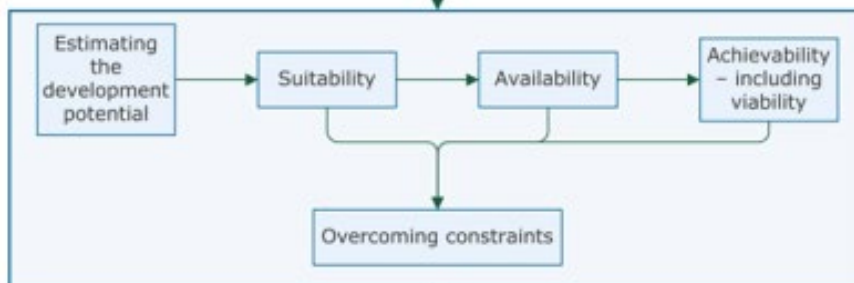 Estimating
the
development
potential
Suitability
Availability
Achievability
– including
viability
Overcoming constraints